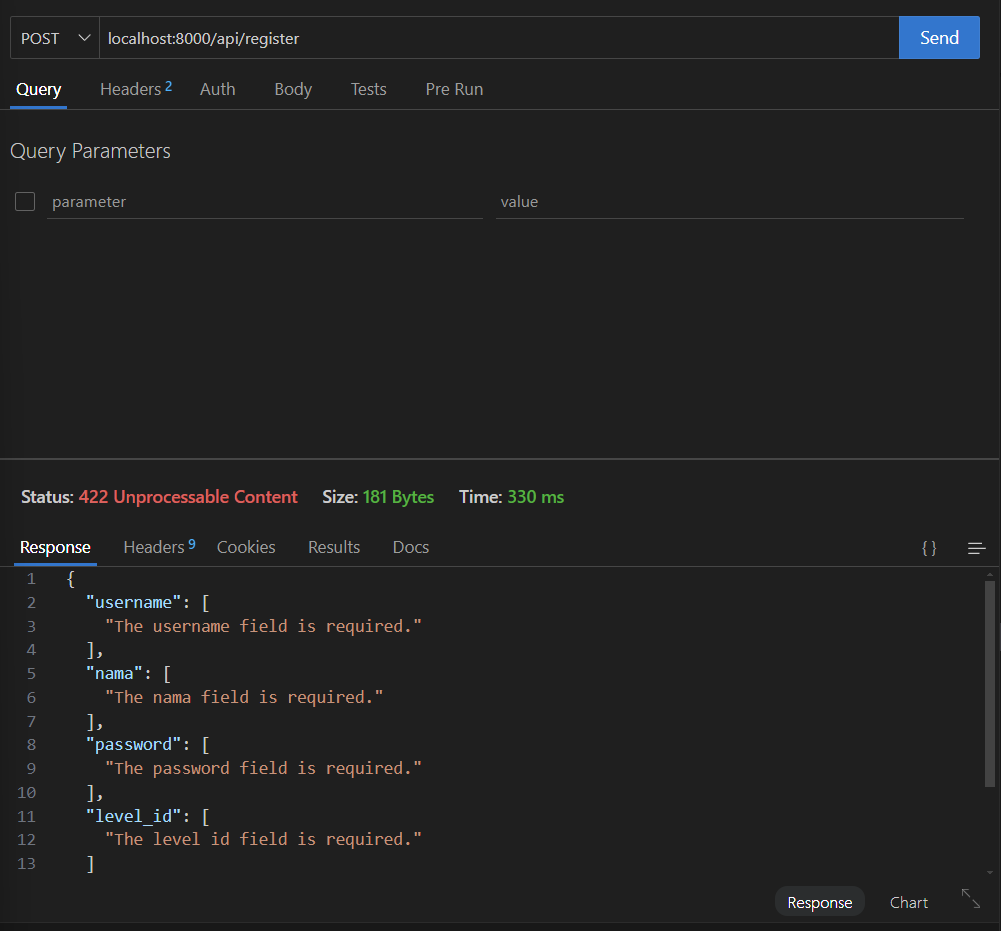 POST localhost:8000/api/register Send
Query Headers 2 Auth Body Tests Pre Run
Query Parameters
parameter value
Status: 422 Unprocessable Content Size: 181 Bytes Time: 330 ms
Response Headers 9 Cookies Results Docs { }
1 {
2 "username": [
3 "The username field is required."
4 ],
5 "nama": [
6 "The nama field is required."
7 ],
8 "password": [
9 "The password field is required."
10 ],
11 "level_id": [
12 "The level id field is required."
13 ]
Response Chart